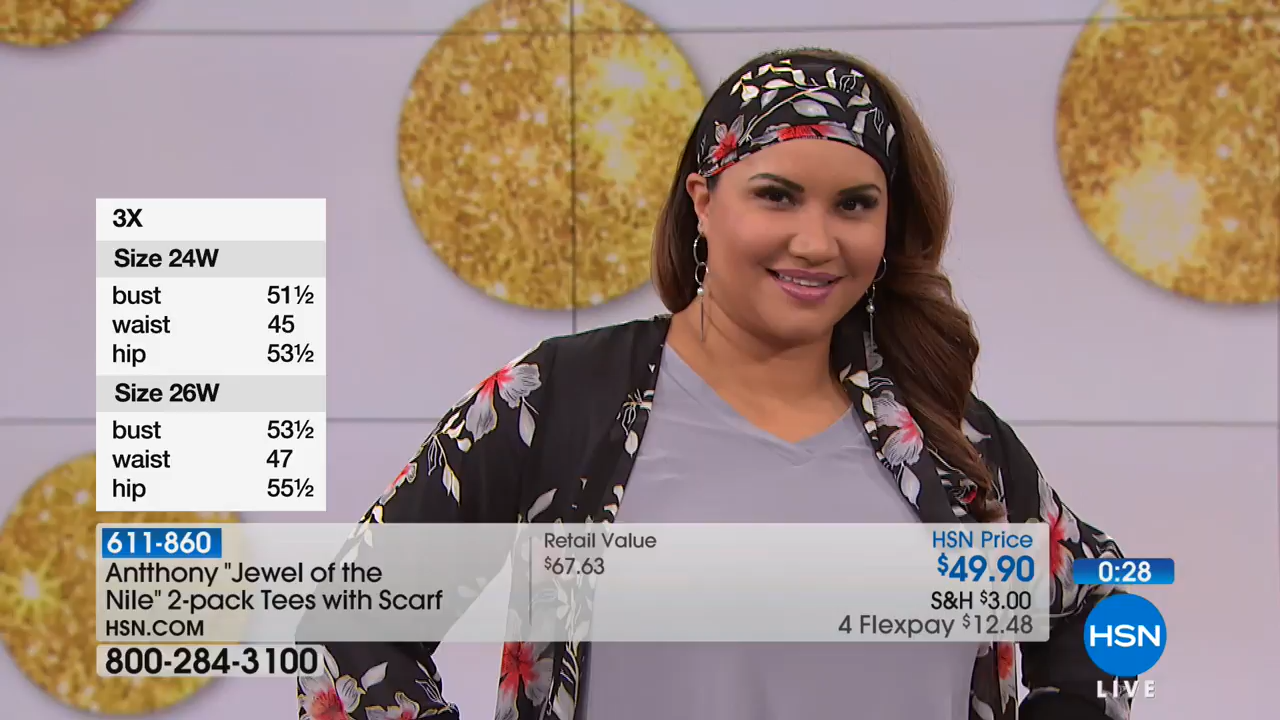 3X
Size 24W
bust 51½
waist 45
hip 53½
Size 26W
bust 53½
waist 47
hip 55½
611-860
Antthony "Jewel of the
Nile" 2-pack Tees with Scarf
HSN.COM
800-284-3100
Retail Value
$67.63
HSN Price
$49.90
S&H $3.00
4 Flexpay $12.48
0:28
HSN
LIVE